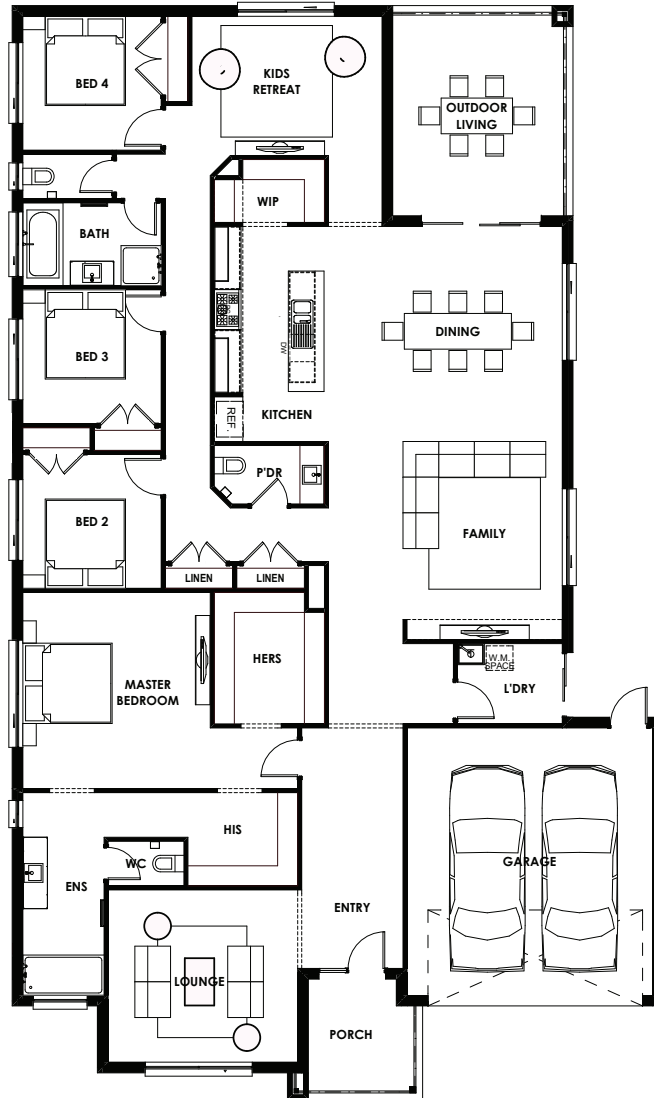 BED 4
KIDS
RETREAT
OUTDOOR
LIVING
WIP
BATH
DINING
BED 3
DW
REF.
KITCHEN
P'DR
BED 2
FAMILY
LINEN
LINEN
W.M.
SPACE
HERS
MASTER
BEDROOM
L'DRY
HIS
WC
GARAGE
ENS
ENTRY
LOUNGE
PORCH